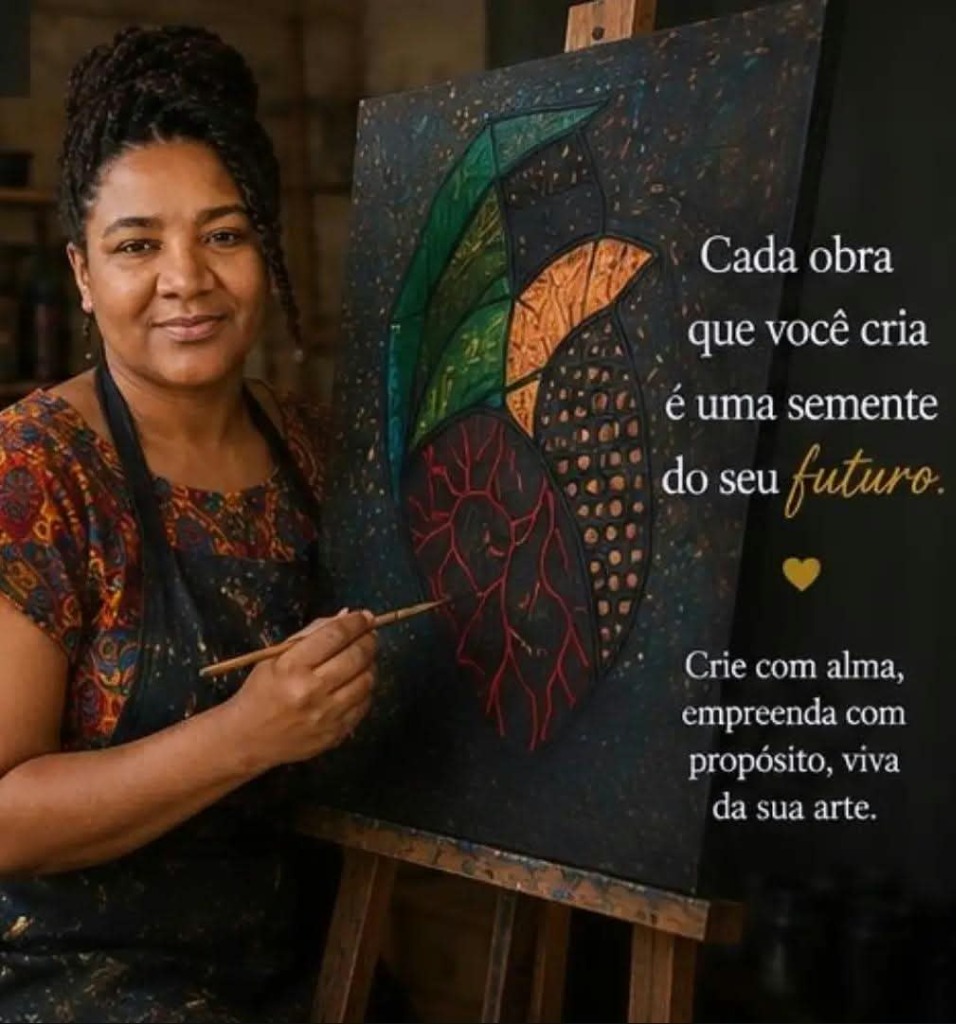 Cada obra
que você cria
é uma semente
do seu futuro.
Crie com alma,
empreenda com
propósito, viva
da sua arte.